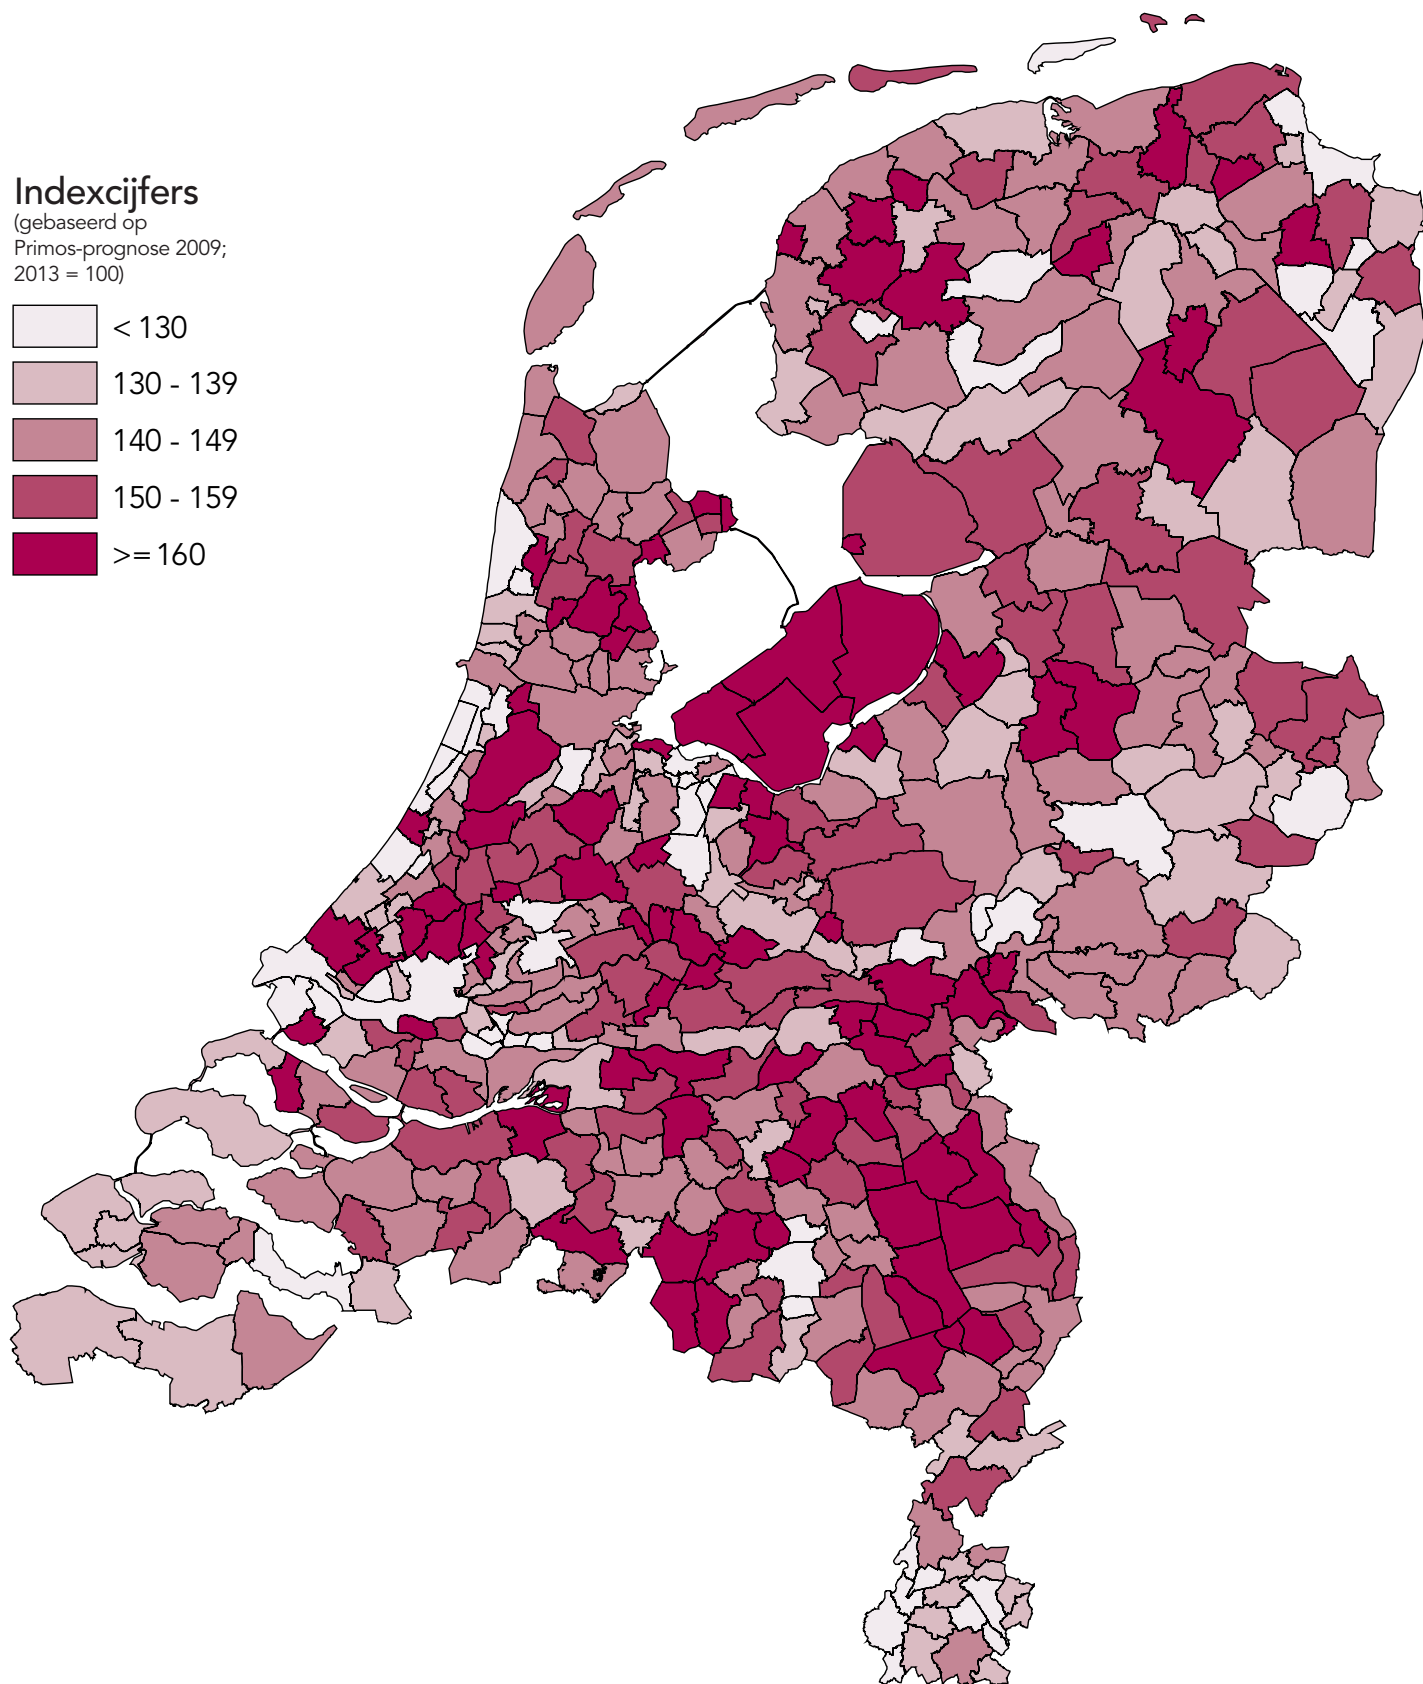 Indexcijfers
(gebaseerd op
Primos-prognose 2009;
2013 = 100)
< 130
130 - 139
140 - 149
150 - 159
>= 160